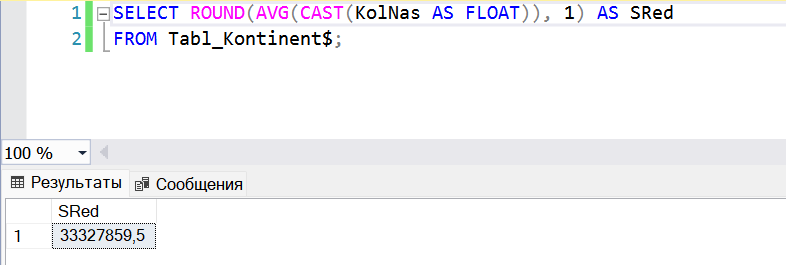 1 SELECT ROUND(AVG(CAST(KolNas AS FLOAT)), 1) AS SRed
2 FROM Tabl_Kontinent$;
100 %
Результаты Сообщения
SRed
1 33327859,5